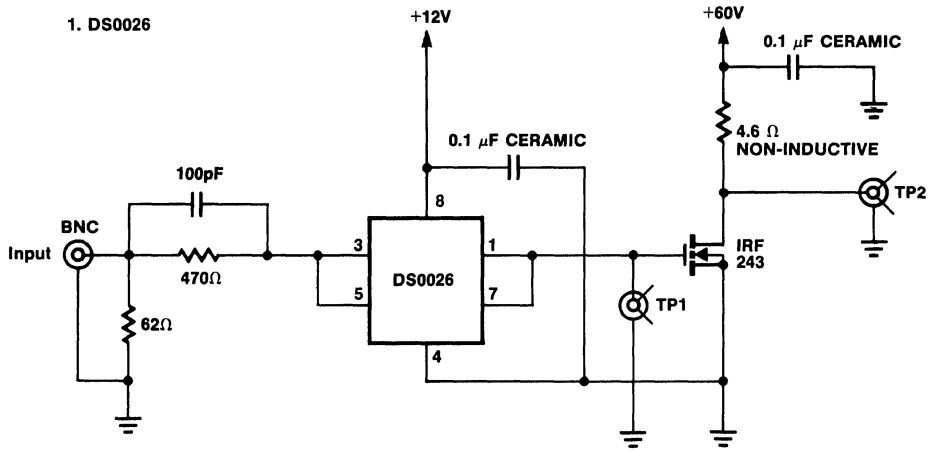 1. DS0026
+12V
+60V
0.1 μF CERAMIC
4.6 Ω
NON-INDUCTIVE
0.1 μF CERAMIC
100pF
8
TP2
BNC
Input
470Ω
3
1
IRF
243
DS0026
5
7
TP1
62Ω
4